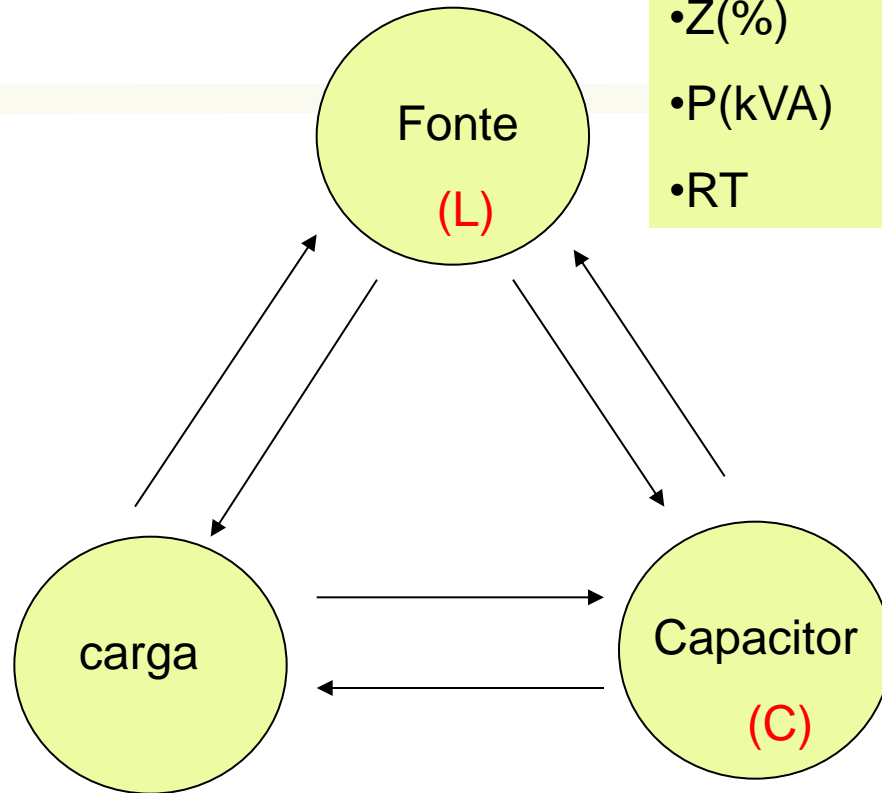 •Z(%)
•P(kVA)
•RT
Fonte
(L)
carga
Capacitor
(C)